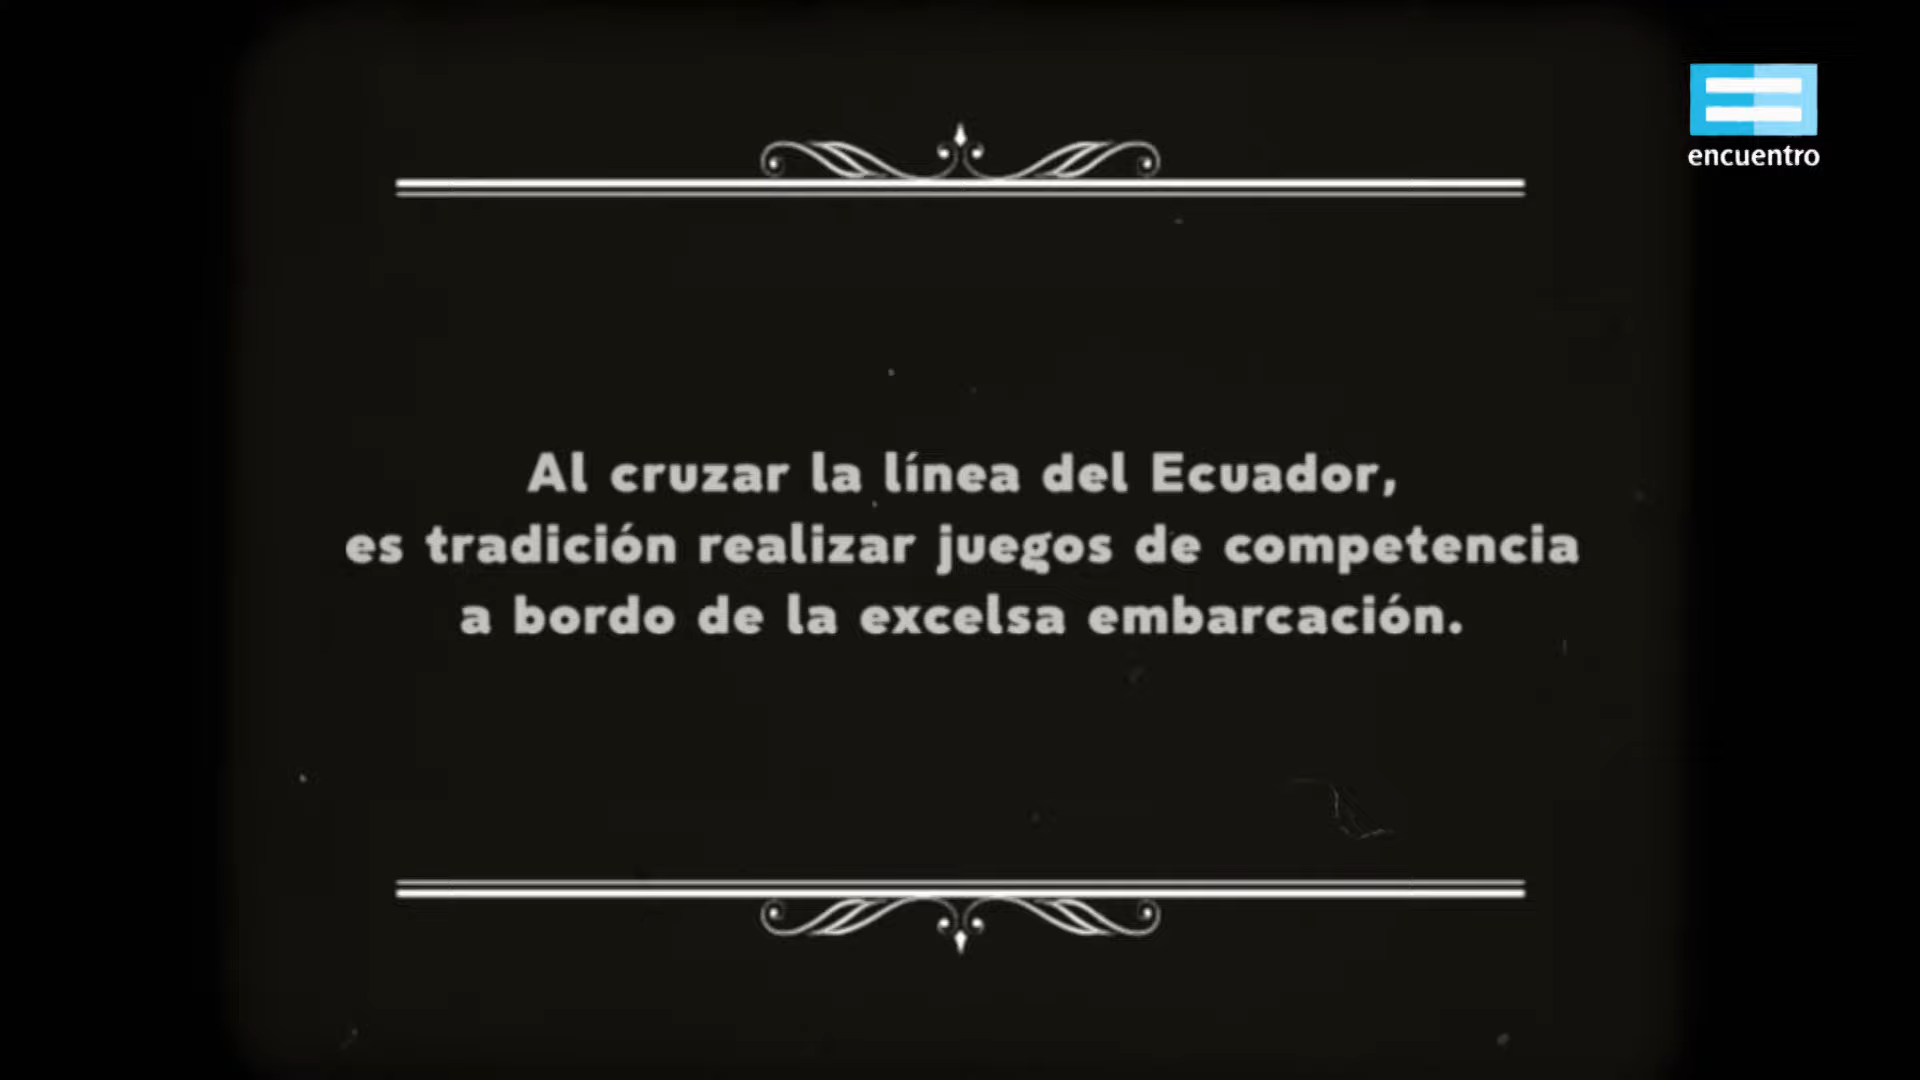 encuentro
Al cruzar la línea del Ecuador,
es tradición realizar juegos de competencia
a bordo de la excelsa embarcación.